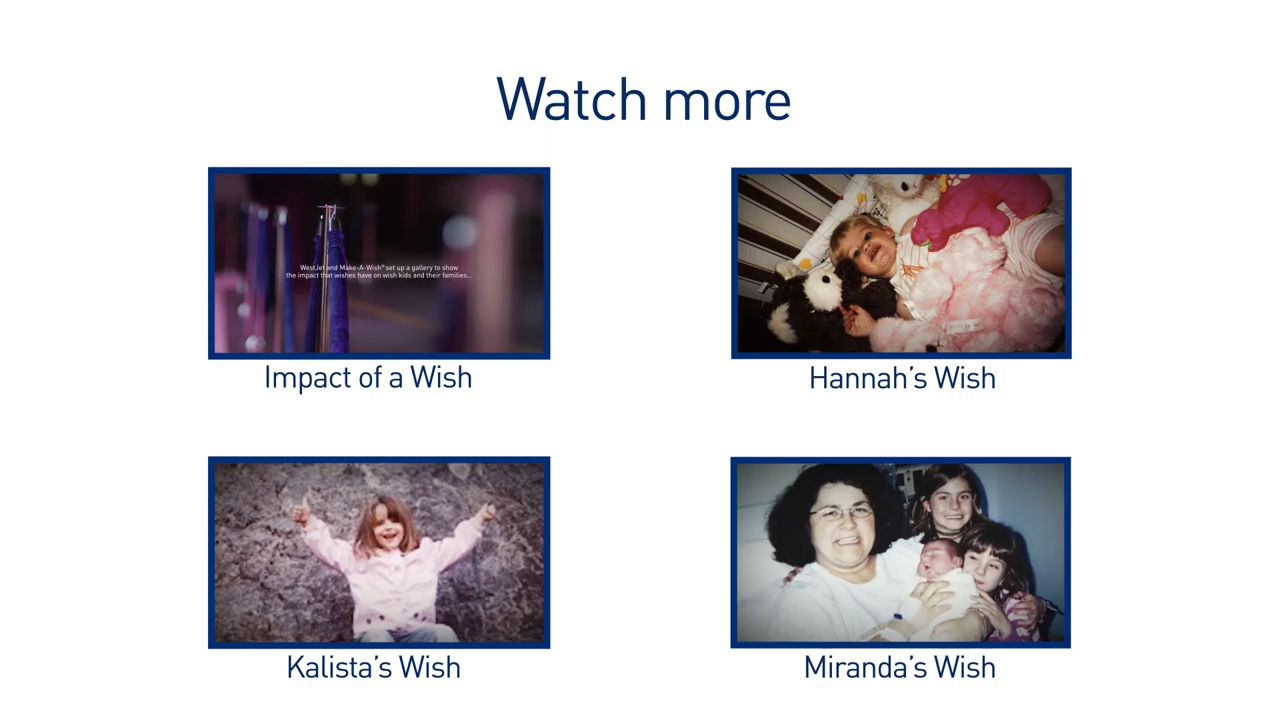 Watch more
WestJet and Make-A-Wish® set up a gallery to show
the impact that wishes have on wish kids and their families...
Impact of a Wish
Hannah's Wish
Kalista's Wish
Miranda's Wish